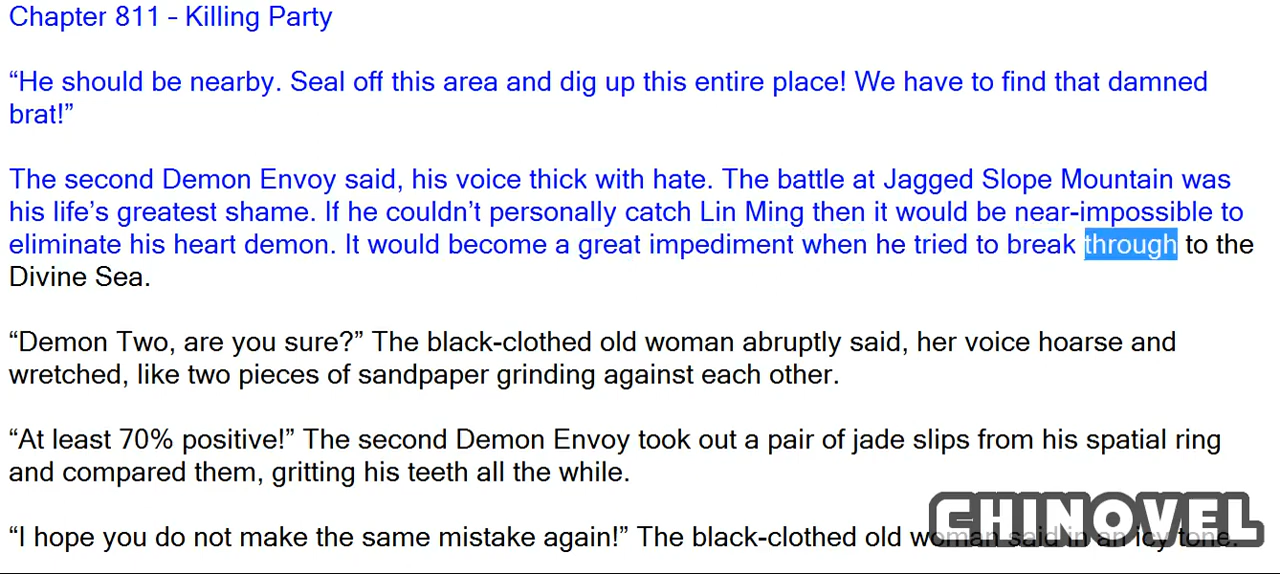 Chapter 811 – Killing Party
“He should be nearby. Seal off this area and dig up this entire place! We have to find that damned
brat!”
The second Demon Envoy said, his voice thick with hate. The battle at Jagged Slope Mountain was
his life’s greatest shame. If he couldn’t personally catch Lin Ming then it would be near-impossible to
eliminate his heart demon. It would become a great impediment when he tried to break through to the
Divine Sea.
“Demon Two, are you sure?” The black-clothed old woman abruptly said, her voice hoarse and
wretched, like two pieces of sandpaper grinding against each other.
“At least 70% positive!” The second Demon Envoy took out a pair of jade slips from his spatial ring
and compared them, gritting his teeth all the while.
“I hope you do not make the same mistake again!” The black-clothed old woman said in an icy tone.
CHINOVEL